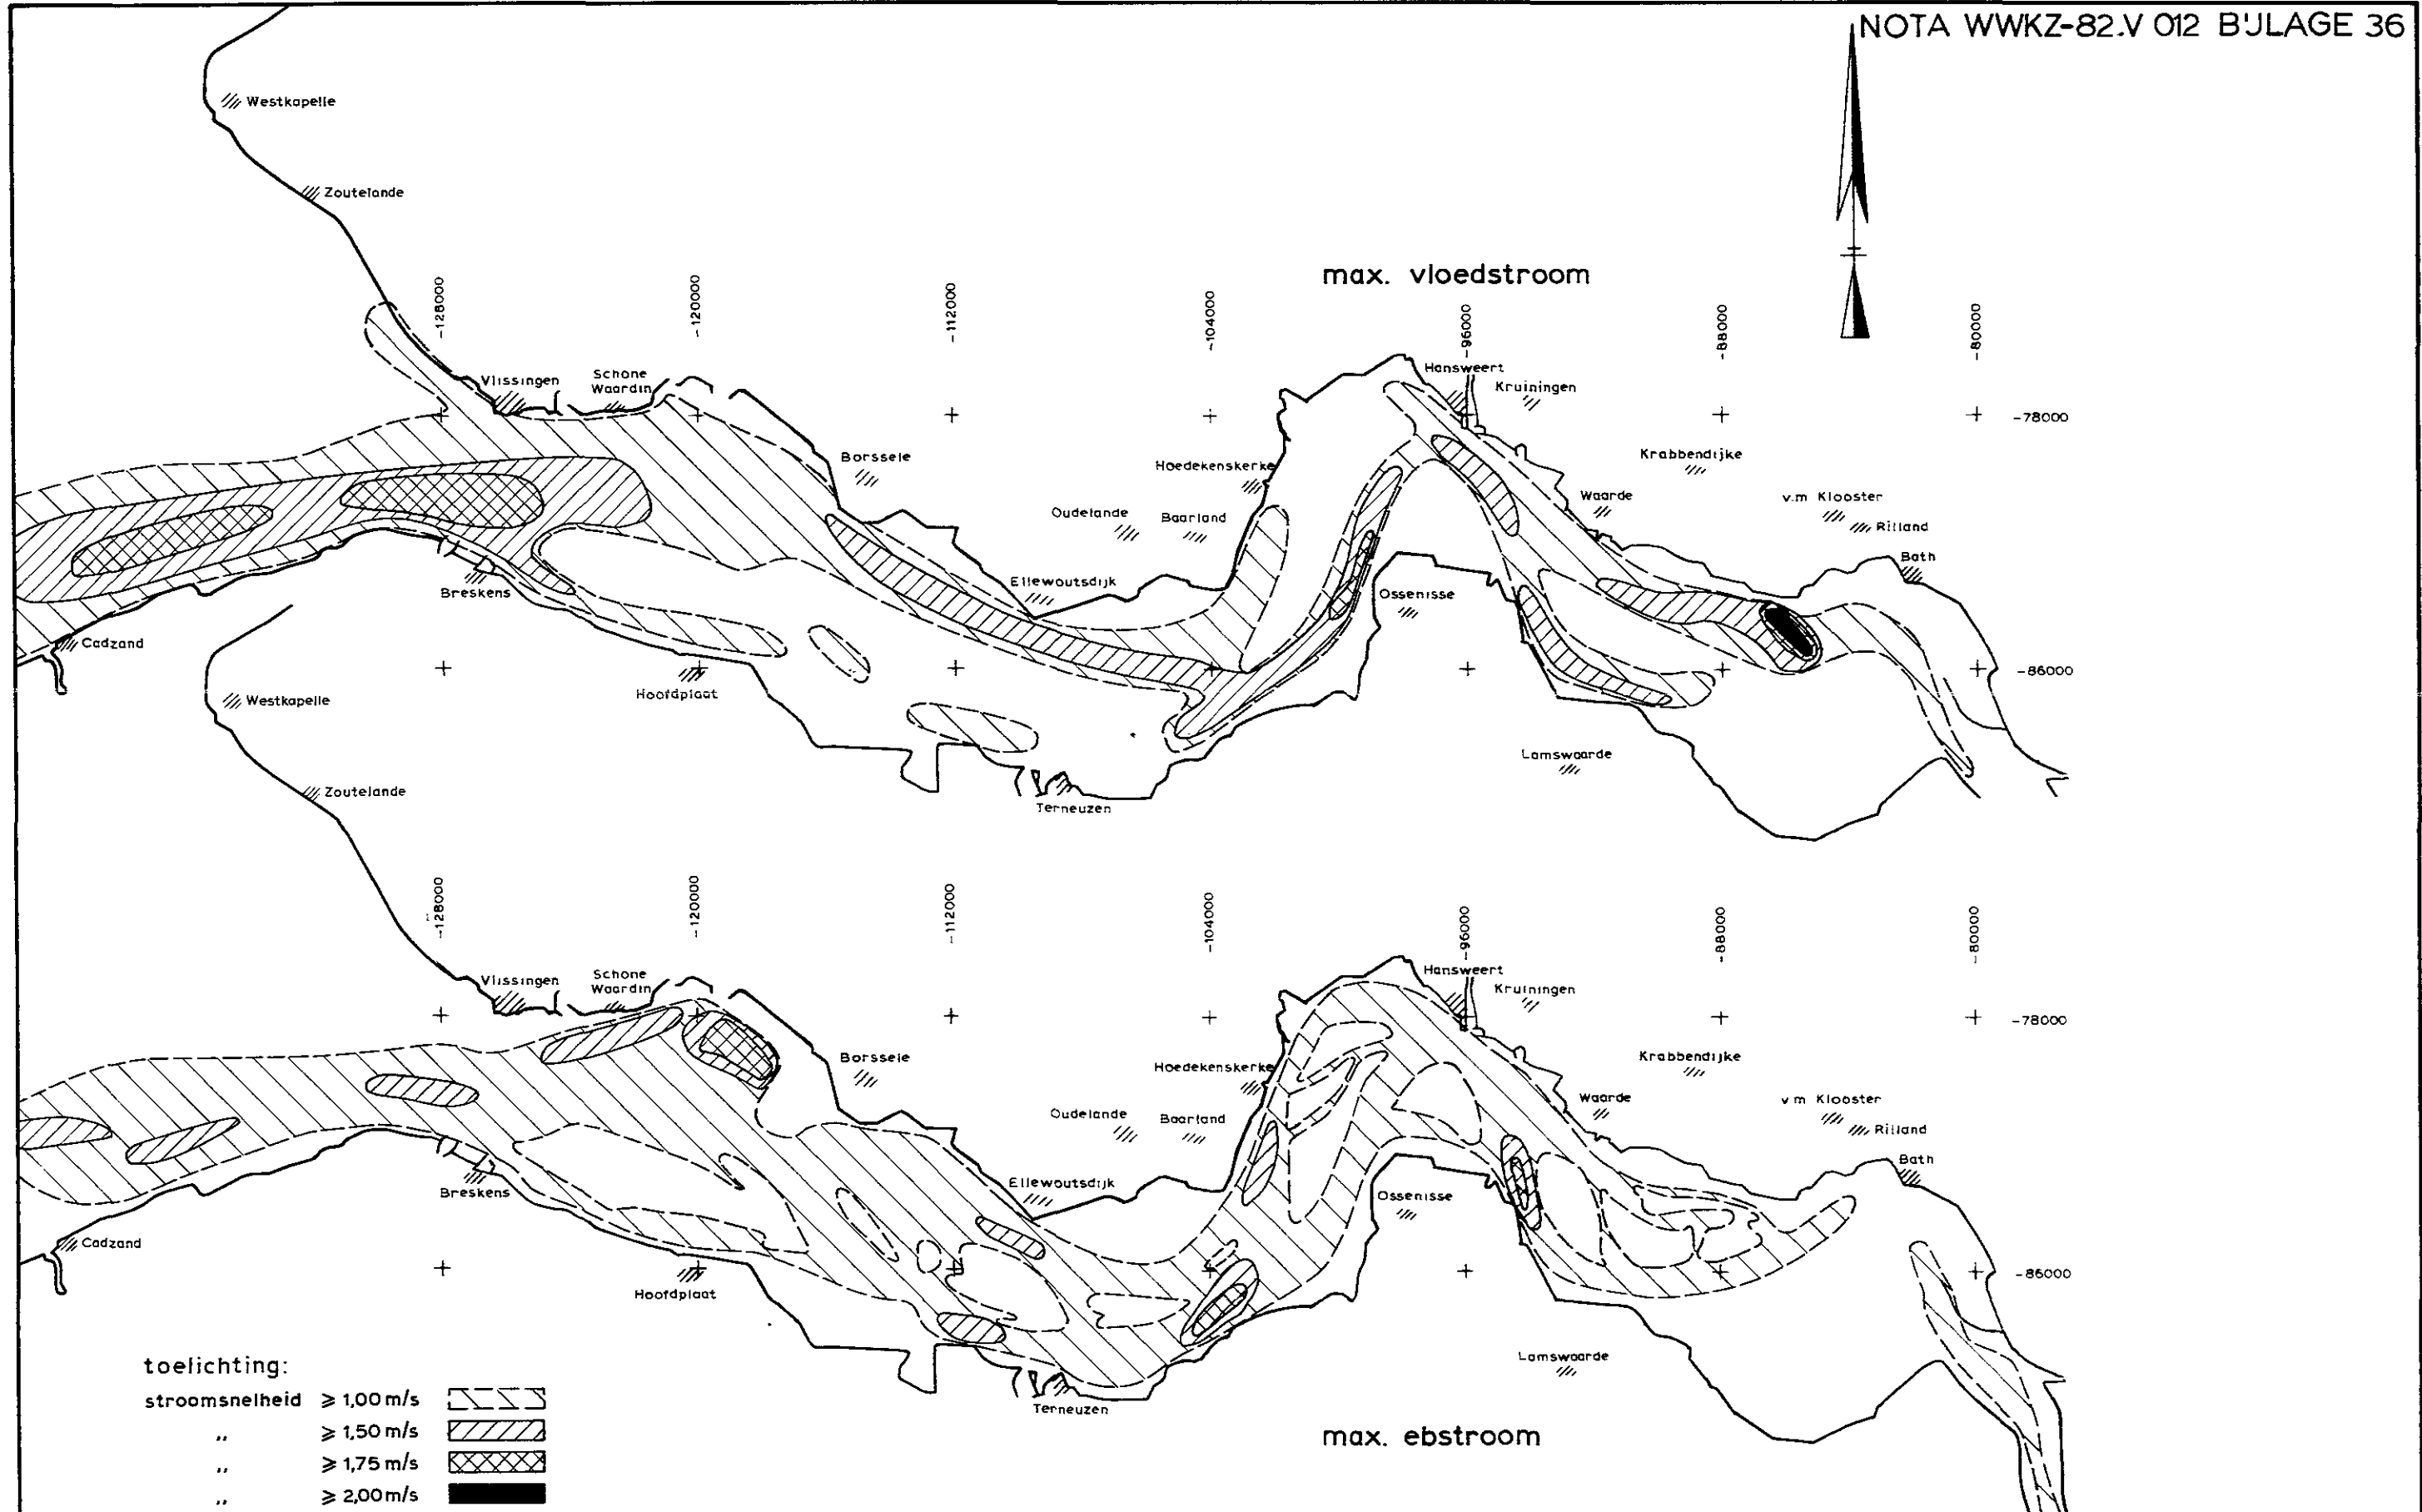 NOTA WWKZ-82.V 012 BIJLAGE 36
Westkapelle
Zoutelande
max. vloedstroom
-128000
-120000
-112000
-104000
-96000
-88000
-80000
Vlissingen
Schone
Waardin
Hansweert
Kruiningen
-78000
Borssele
Hoedekenskerke
Krabbendijke
Oudelande
Baarland
Waarde
v.m Klooster
Rilland
Bath
Ellewoutsdijk
Breskens
Ossenisse
Cadzand
Hoofdplaat
-86000
Lamswaarde
Terneuzen
Westkapelle
Zoutelande
-128000
-120000
-112000
-104000
-96000
-88000
-80000
Vlissingen
Schone
Waardin
Hansweert
Kruiningen
-78000
Borssele
Hoedekenskerke
Krabbendijke
Oudelande
Baarland
Waarde
v m Klooster
Rilland
Bath
Ellewoutsdijk
Breskens
Ossenisse
Cadzand
Hoofdplaat
-86000
Lamswaarde
Terneuzen
max. ebstroom
toelichting:
stroomsnelheid ⩾ 1,00 m/s
,, ⩾ 1,50 m/s
,, ⩾ 1,75 m/s
,, ⩾ 2,00 m/s